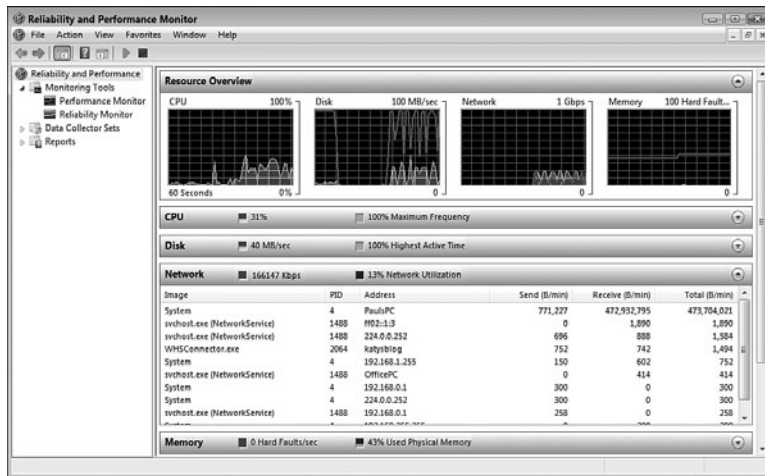 Reliability and Performance Monitor
File Action View Favorites Window Help
Reliability and Performance
Monitoring Tools
Performance Monitor
Reliability Monitor
Data Collector Sets
Reports
Resource Overview
CPU 100% Disk 100 MB/sec Network 1 Gbps Memory 100 Hard Fault...
60 Seconds 0% 0 0 0
CPU 31% 100% Maximum Frequency
Disk 40 MB/sec 100% Highest Active Time
Network 166147 Kbps 13% Network Utilization
Image PID Address Send (B/min) Receive (B/min) Total (B/min)
System 4 PaulsPC 771,227 472,932,795 473,704,021
svchost.exe (NetworkService) 1488 ff02::1:3 0 1,890 1,890
svchost.exe (NetworkService) 1488 224.0.0.252 696 888 1,584
WHSConnector.exe 2064 katysblog 752 742 1,494
System 4 192.168.1.255 150 602 752
svchost.exe (NetworkService) 1488 OfficePC 0 414 414
System 4 192.168.0.1 300 0 300
System 4 224.0.0.252 300 0 300
svchost.exe (NetworkService) 1488 192.168.0.1 258 0 258
Memory 0 Hard Faults/sec 43% Used Physical Memory